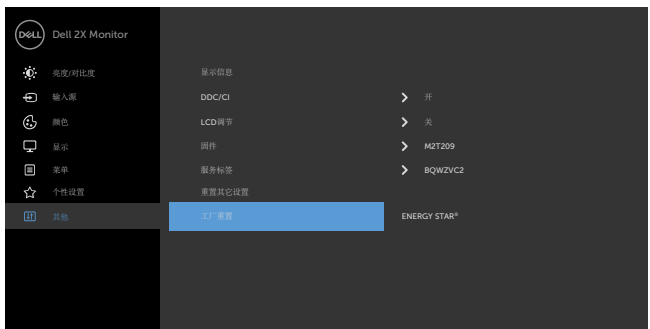 DELL Dell 2X Monitor
亮度/对比度
输入源
颜色
显示
菜单
个性设置
其他
显示信息
DDC/CI 开
LCD调节 关
固件 M2T209
服务标签 BQWZVC2
重置其它设置
工厂重置 ENERGY STAR®